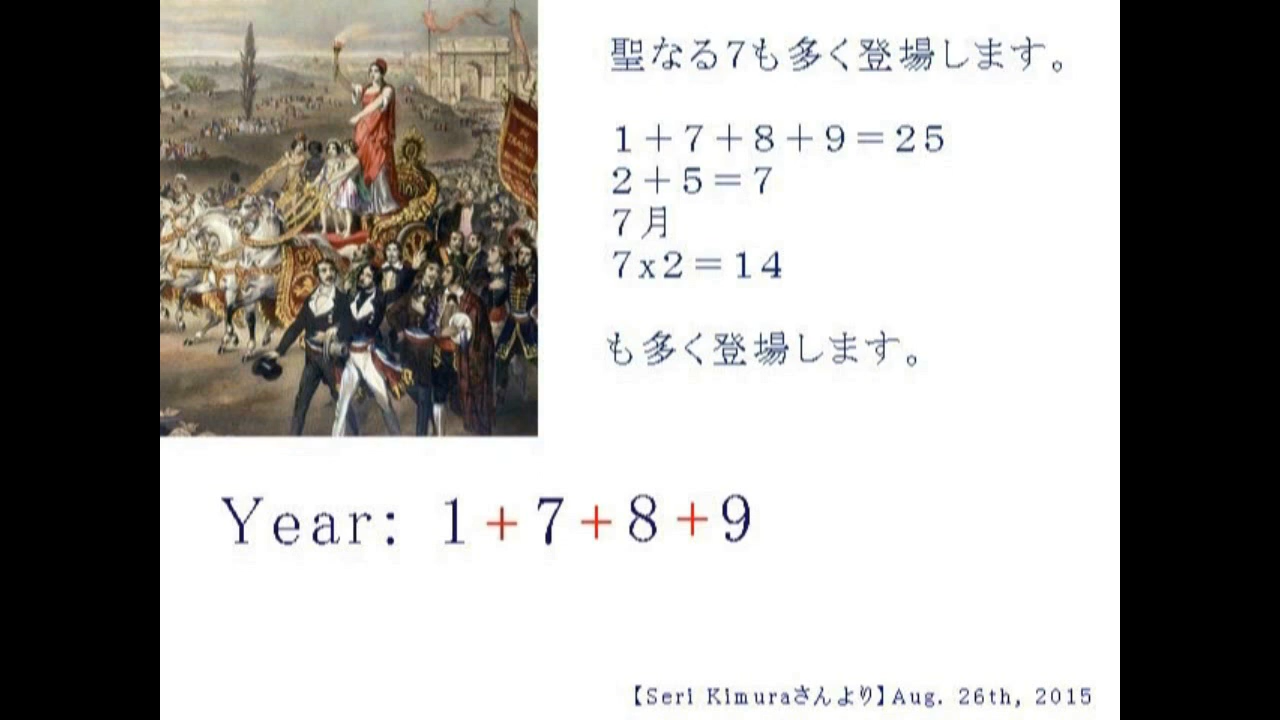 聖なる7も多く登場します。
1+7+8+9=25
2+5=7
7月
7x2=14
も多く登場します。
Year: 1+7+8+9
【Seri Kimuraさんより】Aug. 26th, 2015